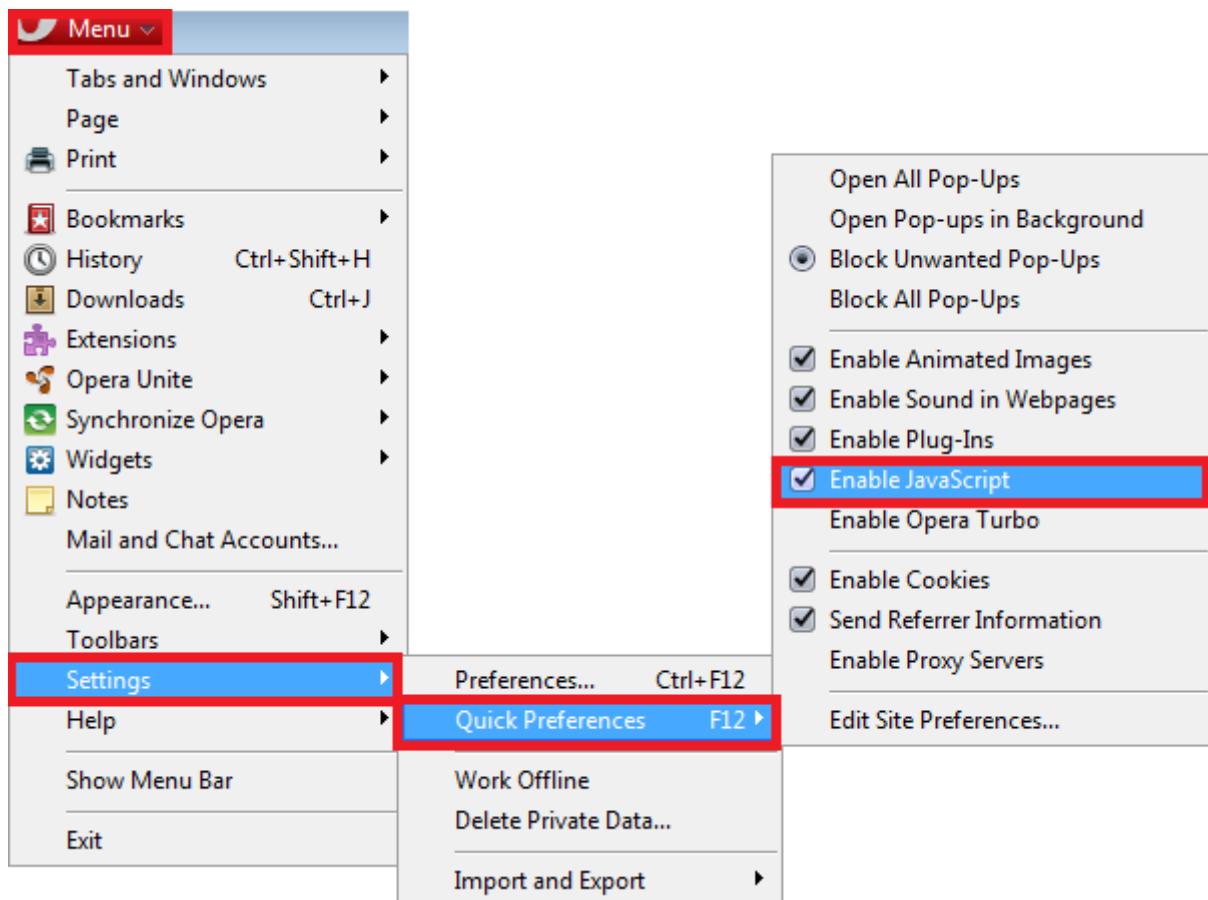 Menu
Tabs and Windows
Page
Print
Bookmarks
History Ctrl+Shift+H
Downloads Ctrl+J
Extensions
Opera Unite
Synchronize Opera
Widgets
Notes
Mail and Chat Accounts...
Appearance... Shift+F12
Toolbars
Settings
Help
Show Menu Bar
Exit
Preferences... Ctrl+F12
Quick Preferences F12
Work Offline
Delete Private Data...
Import and Export
Open All Pop-Ups
Open Pop-ups in Background
Block Unwanted Pop-Ups
Block All Pop-Ups
Enable Animated Images
Enable Sound in Webpages
Enable Plug-Ins
Enable JavaScript
Enable Opera Turbo
Enable Cookies
Send Referrer Information
Enable Proxy Servers
Edit Site Preferences...